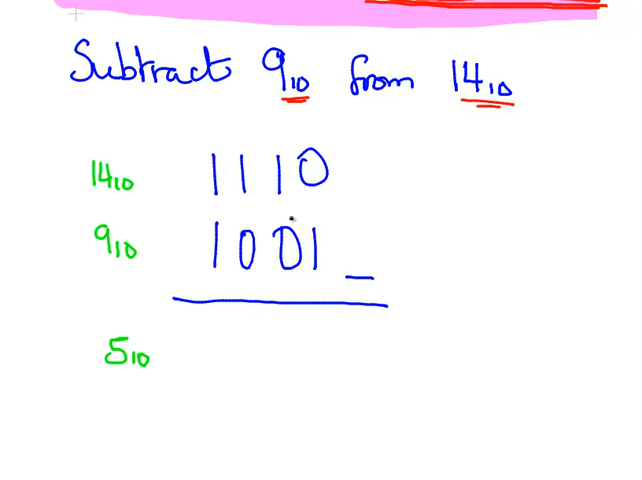 Subtract 9₁₀ from 14₁₀
14₁₀ 1110
9₁₀ 1001 _
5₁₀